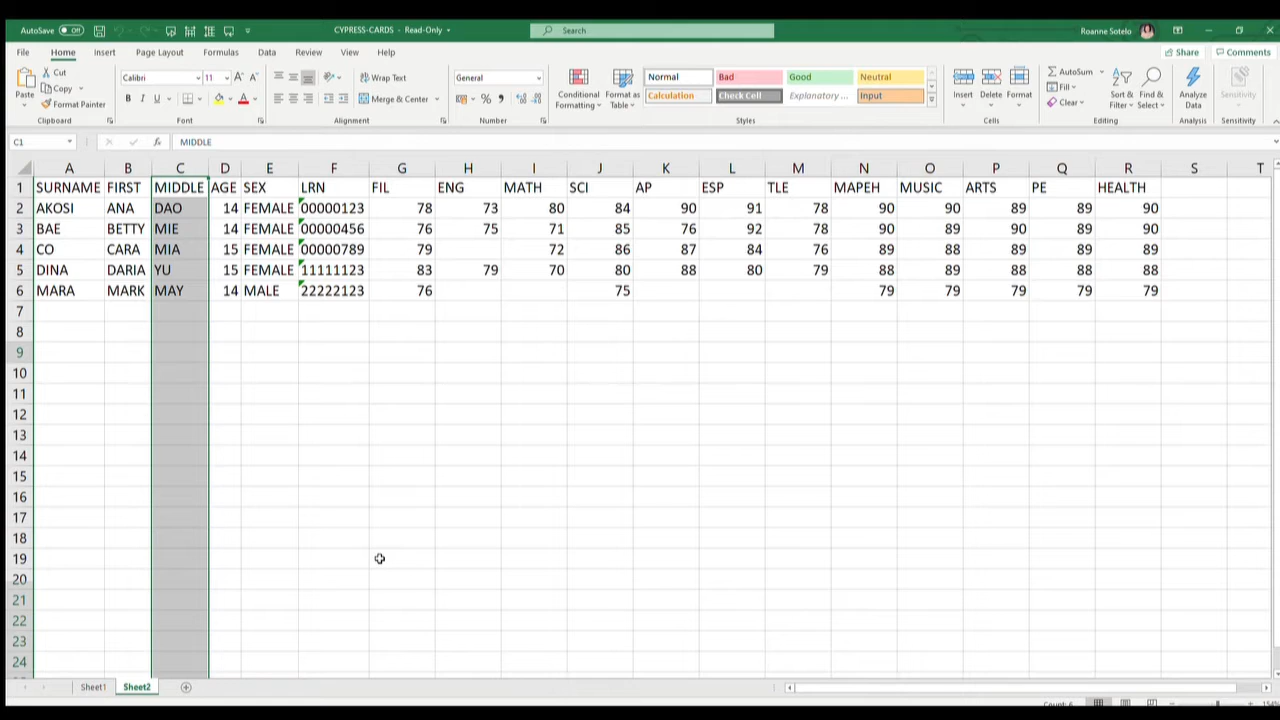 AutoSave Off CYPRESS-CARDS - Read-Only Search Roanne Sotelo
File Home Insert Page Layout Formulas Data Review View Help Share Comments
Cut Calibri 11 Wrap Text General Normal Bad Good Neutral AutoSum
Paste Copy Format Painter Merge & Center Conditional Formatting Format as Table Calculation Check Cell Explanatory ... Input Insert Delete Format Fill Clear Sort & Filter Find & Select Analyze Data Sensitivity
Clipboard Font Alignment Number Styles Cells Editing Analysis Sensitivity
C1 fx MIDDLE
A B C D E F G H I J K L M N O P Q R S T
1 SURNAME FIRST MIDDLE AGE SEX LRN FIL ENG MATH SCI AP ESP TLE MAPEH MUSIC ARTS PE HEALTH
2 AKOSI ANA DAO 14 FEMALE 00000123 78 73 80 84 90 91 78 90 90 89 89 90
3 BAE BETTY MIE 14 FEMALE 00000456 76 75 71 85 76 92 78 90 89 90 89 90
4 CO CARA MIA 15 FEMALE 00000789 79 72 86 87 84 76 89 88 89 89 89
5 DINA DARIA YU 15 FEMALE 11111123 83 79 70 80 88 80 79 88 89 88 88 88
6 MARA MARK MAY 14 MALE 22222123 76 75 79 79 79 79 79
7
8
9
10
11
12
13
14
15
16
17
18
19
20
21
22
23
24
Sheet1 Sheet2